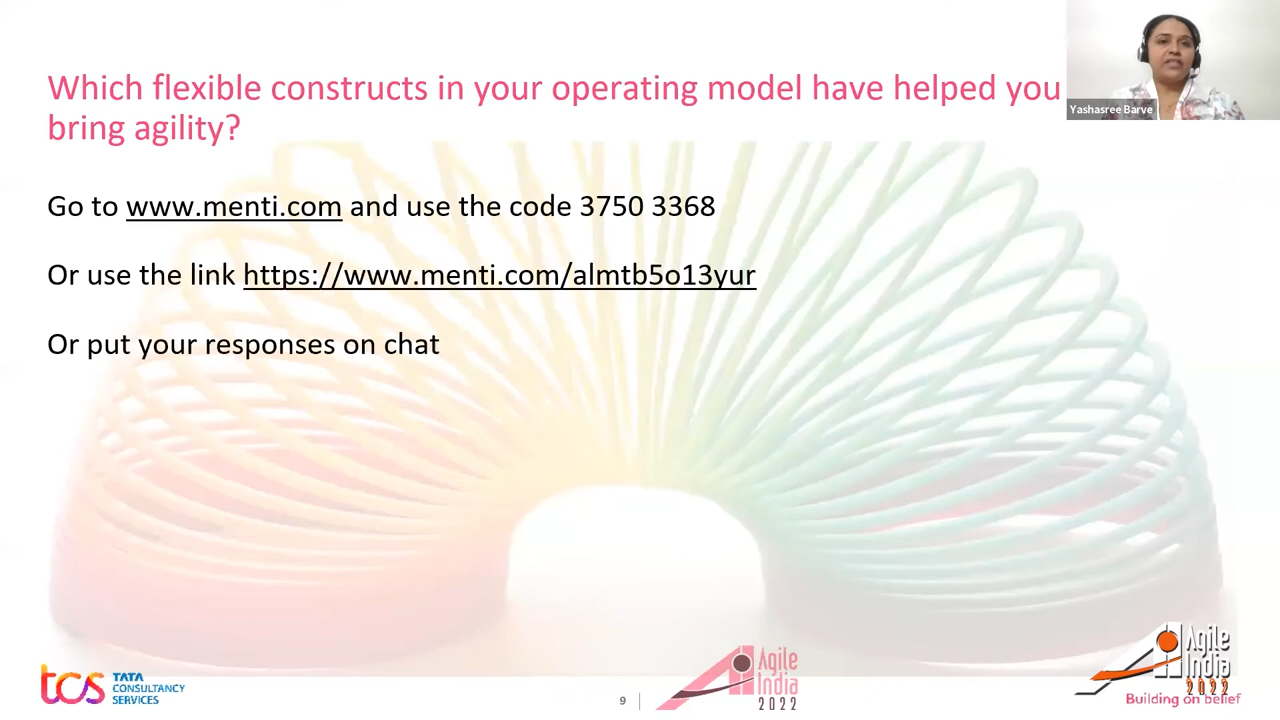 Which flexible constructs in your operating model have helped you
bring agility?
Yashasree Barve
Go to www.menti.com and use the code 3750 3368
Or use the link https://www.menti.com/almtb5o13yur
Or put your responses on chat
tcs TATA
CONSULTANCY
SERVICES
9
Agile
India
2022
Agile
India
2022
Building on belief